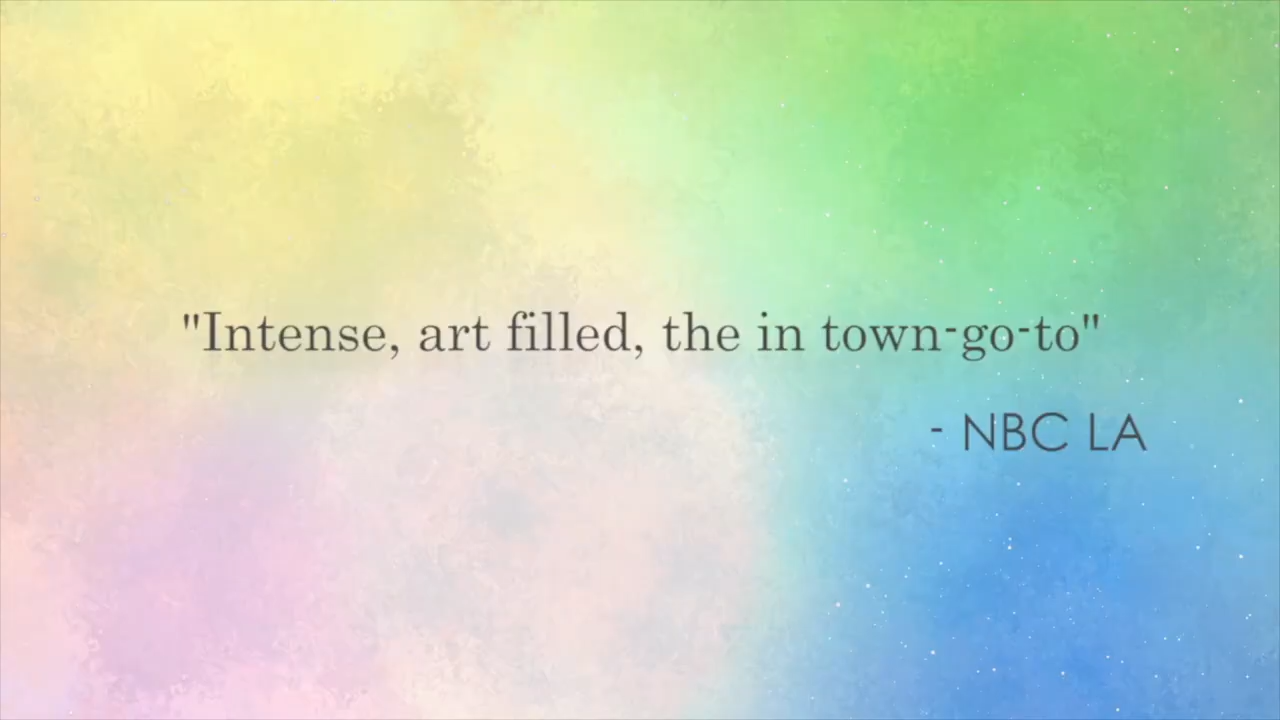 "Intense, art filled, the in town-go-to"
- NBC LA